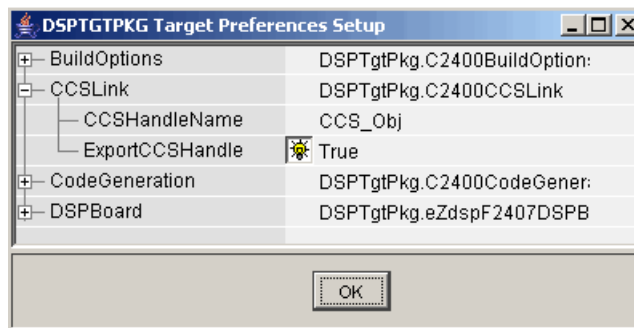 DSPTGTPKG Target Preferences Setup
BuildOptions DSPTgtPkg.C2400BuildOption:
CCSLink DSPTgtPkg.C2400CCSLink
CCSHandleName CCS_Obj
ExportCCSHandle True
CodeGeneration DSPTgtPkg.C2400CodeGener:
DSPBoard DSPTgtPkg.eZdspF2407DSPB
OK